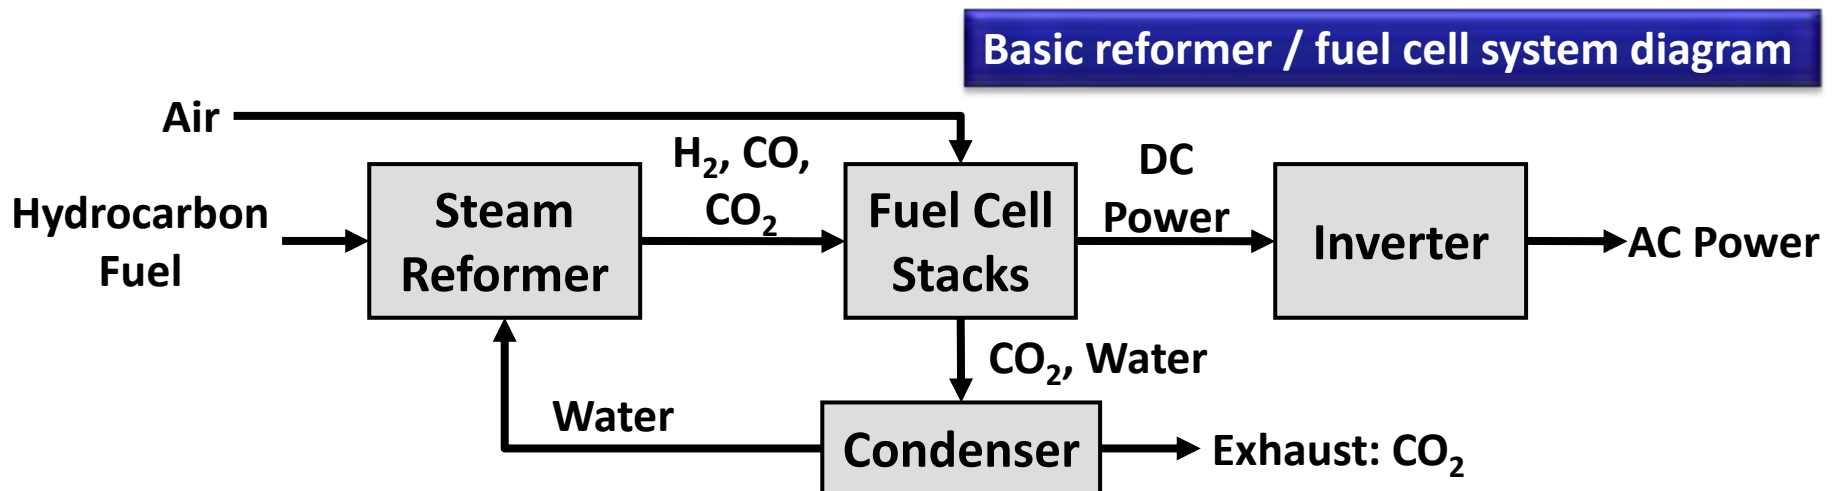 Basic reformer / fuel cell system diagram
Air
H₂, CO,
CO₂
DC
Power
Hydrocarbon
Fuel
Steam
Reformer
Fuel Cell
Stacks
Inverter
AC Power
CO₂, Water
Water
Condenser
Exhaust: CO₂